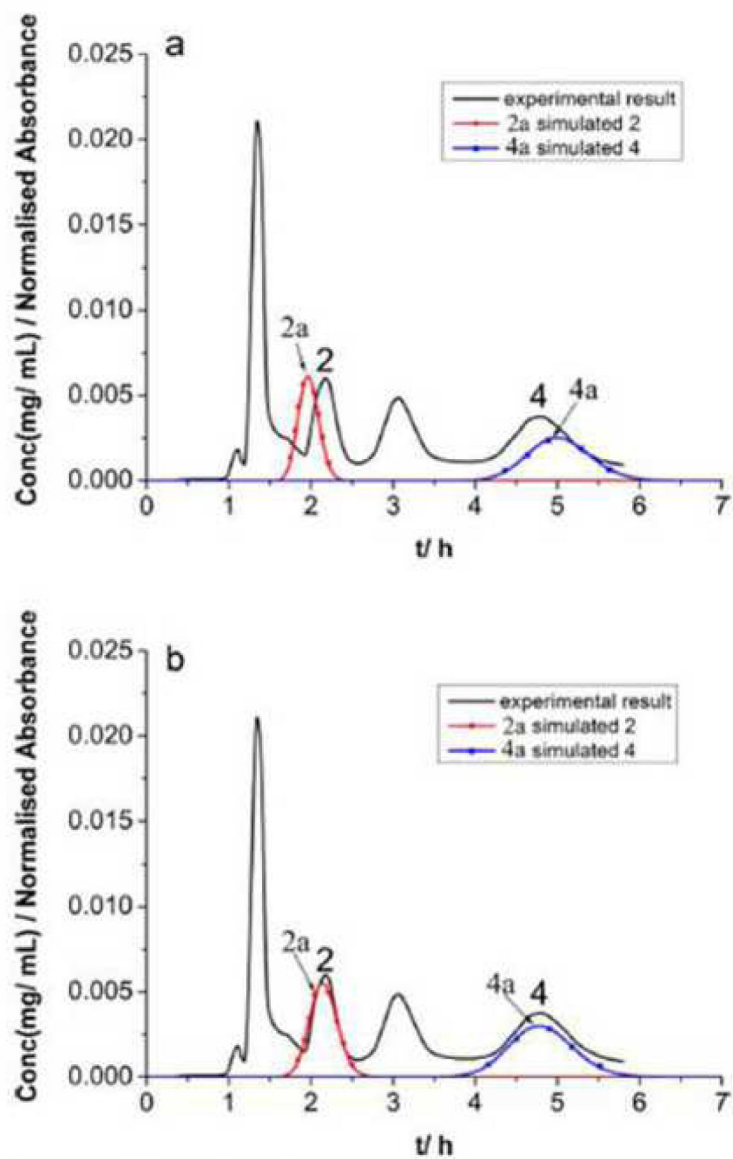 a
0.025
0.020
0.015
0.010
0.005
0.000
Conc(mg/ mL) / Normalised Absorbance
experimental result
2a simulated 2
4a simulated 4
2a
2
4
4a
0 1 2 3 4 5 6 7
t/ h
b
0.025
0.020
0.015
0.010
0.005
0.000
Conc(mg/ mL) / Normalised Absorbance
experimental result
2a simulated 2
4a simulated 4
2a
2
4a
4
0 1 2 3 4 5 6 7
t/ h